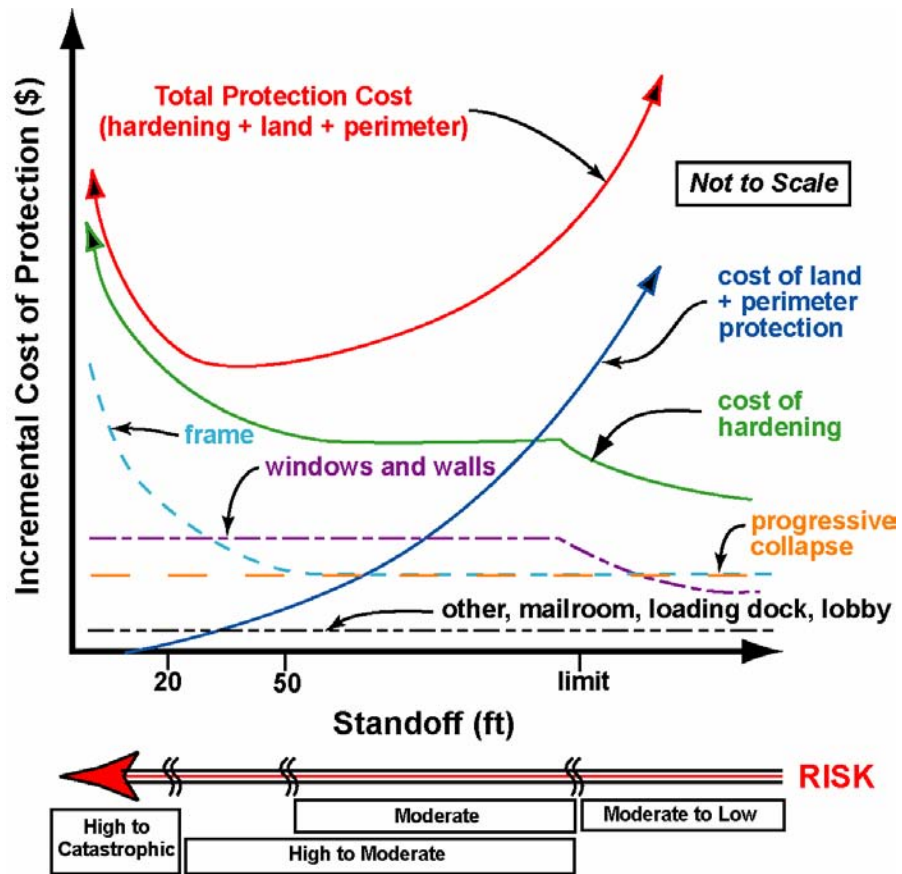 Incremental Cost of Protection ($)
Total Protection Cost
(hardening + land + perimeter)
Not to Scale
cost of land
+ perimeter
protection
cost of
hardening
frame
windows and walls
progressive
collapse
other, mailroom, loading dock, lobby
20
50
limit
Standoff (ft)
RISK
High to
Catastrophic
Moderate
Moderate to Low
High to Moderate